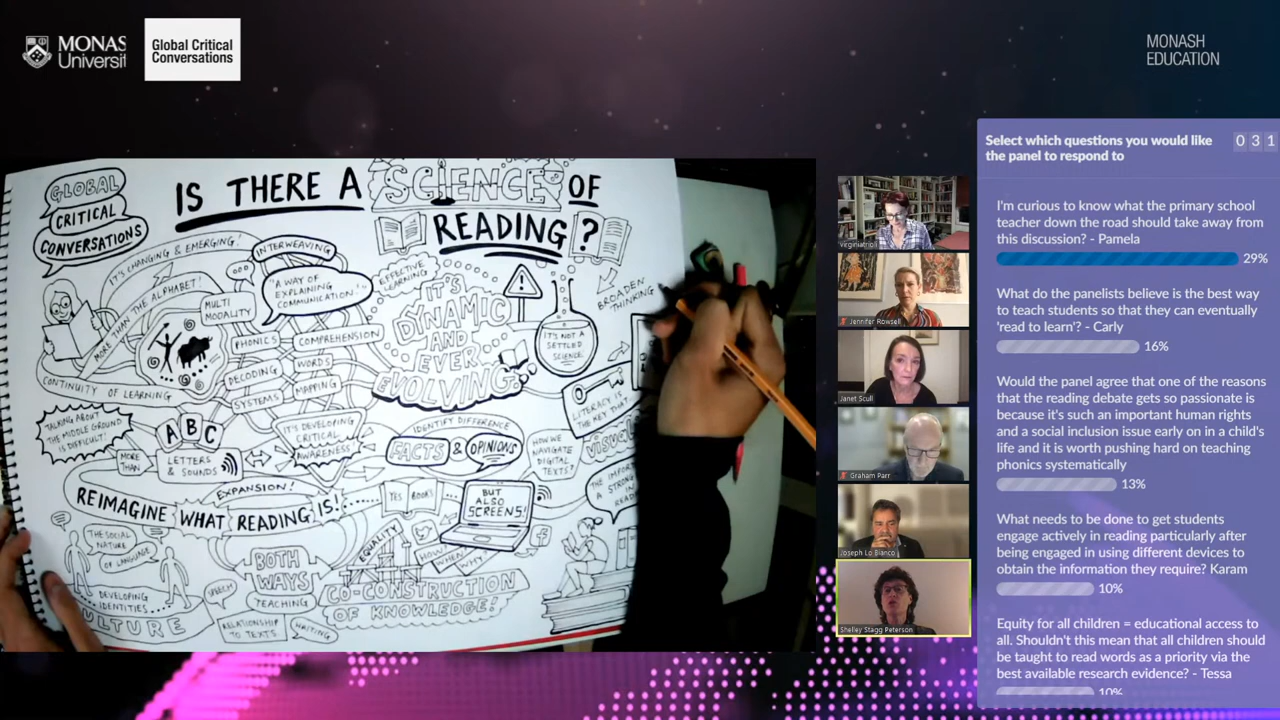 MONAS
Universit
Global Critical
Conversations
MONASH
EDUCATION
GLOBAL
CRITICAL
CONVERSATIONS
IS THERE A SCIENCE OF
READING?
IT'S CHANGING & EMERGING!
MORE THAN THE ALPHABET!
INTERWEAVING
"A WAY OF
EXPLAINING
COMMUNICATION!"
MULTI
MODALITY
PHONICS
COMPREHENSION
WORDS
DECODING
MAPPING
SYSTEMS
CONTINUITY OF LEARNING
EFFECTIVE
LEARNING
IT'S
DYNAMIC
AND
EVER
EVOLVING
IT'S NOT A
SETTLED
SCIENCE!
BROADEN
THINKING
LITERACY IS
THE KEY THAT
TALKING ABOUT
THE MIDDLE GROUND
IS DIFFICULT!
A B C
MORE
THAN
LETTERS
& SOUNDS
IT'S DEVELOPING
CRITICAL
AWARENESS
IDENTIFY DIFFERENCE
FACTS & OPINIONS
HOW WE
NAVIGATE
DIGITAL
TEXTS?
VISUAL
EXPANSION!
REIMAGINE WHAT READING IS!
YES BOOKS
BUT
ALSO
SCREENS!
THE SOCIAL
NATURE
OF LANGUAGE
DEVELOPING
IDENTITIES
CULTURE
BOTH
WAYS
TEACHING
SPEECH
RELATIONSHIP
TO TEXTS
WRITING
EQUALITY
HOW?
WHEN?
WHY?
CO-CONSTRUCTION
OF KNOWLEDGE!
virginiatrioli
Jennifer Rowsell
Janet Scull
Graham Parr
Joseph Lo Bianco
Shelley Stagg Peterson
Select which questions you would like
the panel to respond to
0 3 1
I'm curious to know what the primary school
teacher down the road should take away from
this discussion? - Pamela
29%
What do the panelists believe is the best way
to teach students so that they can eventually
'read to learn'? - Carly
16%
Would the panel agree that one of the reasons
that the reading debate gets so passionate is
because it's such an important human rights
and a social inclusion issue early on in a child's
life and it is worth pushing hard on teaching
phonics systematically
13%
What needs to be done to get students
engage actively in reading particularly after
being engaged in using different devices to
obtain the information they require? Karam
10%
Equity for all children = educational access to
all. Shouldn't this mean that all children should
be taught to read words as a priority via the
best available research evidence? - Tessa
10%